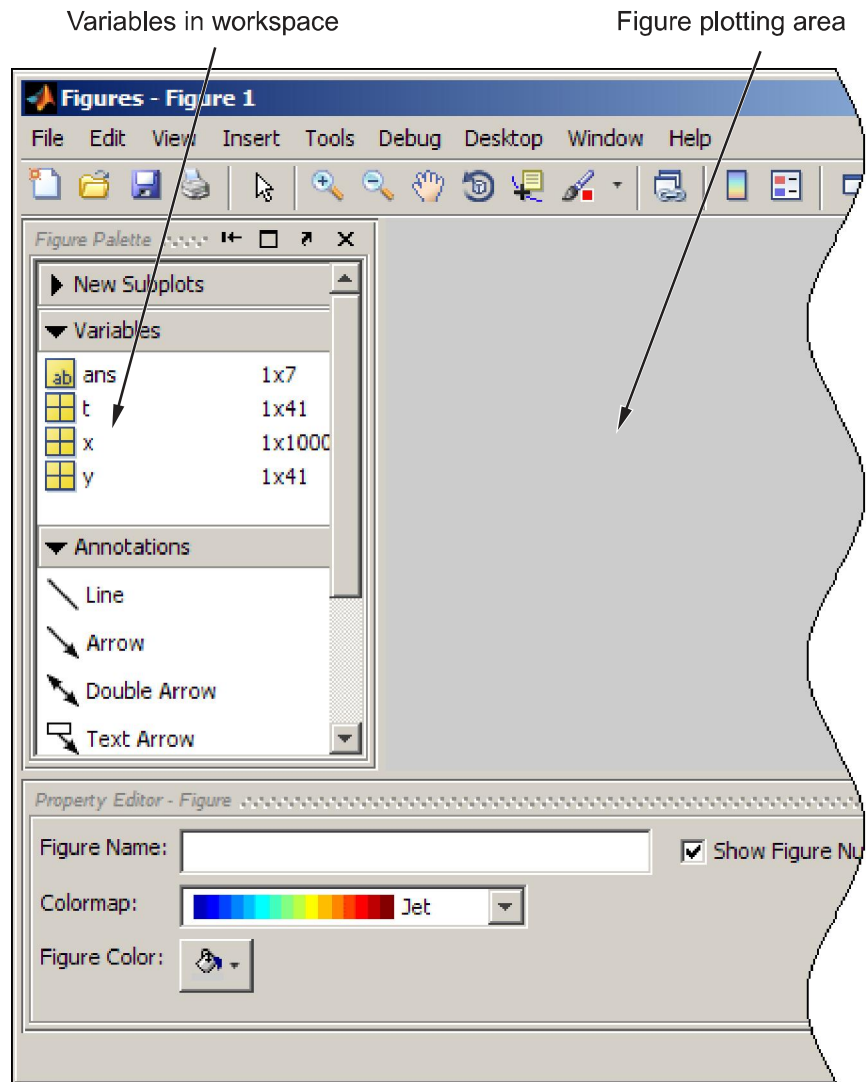 Variables in workspace
Figure plotting area
Figures - Figure 1
File Edit View Insert Tools Debug Desktop Window Help
Figure Palette
New Subplots
Variables
ab ans 1x7
t 1x41
x 1x1000
y 1x41
Annotations
Line
Arrow
Double Arrow
Text Arrow
Property Editor - Figure
Figure Name:
Show Figure Nu
Colormap: Jet
Figure Color: